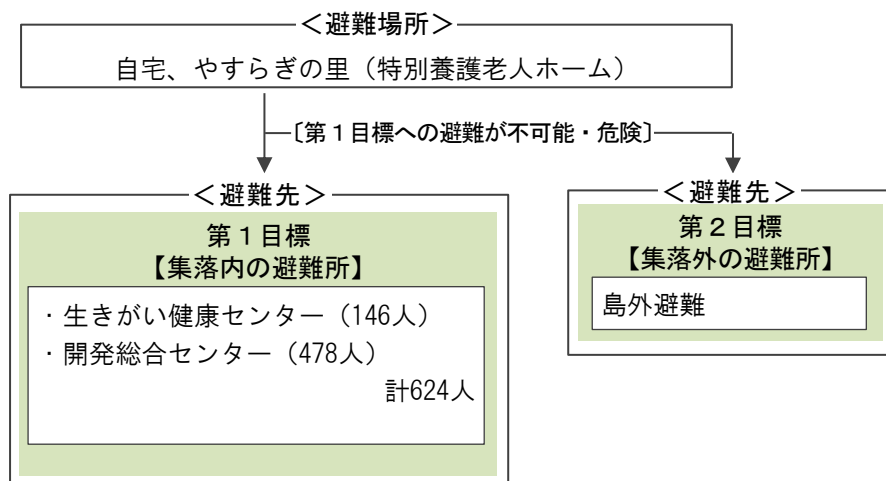 ＜避難場所＞
自宅、やすらぎの里（特別養護老人ホーム）
〔第１目標への避難が不可能・危険〕
＜避難先＞
第１目標
【集落内の避難所】
・生きがい健康センター（146人）
・開発総合センター（478人）
計624人
＜避難先＞
第２目標
【集落外の避難所】
島外避難